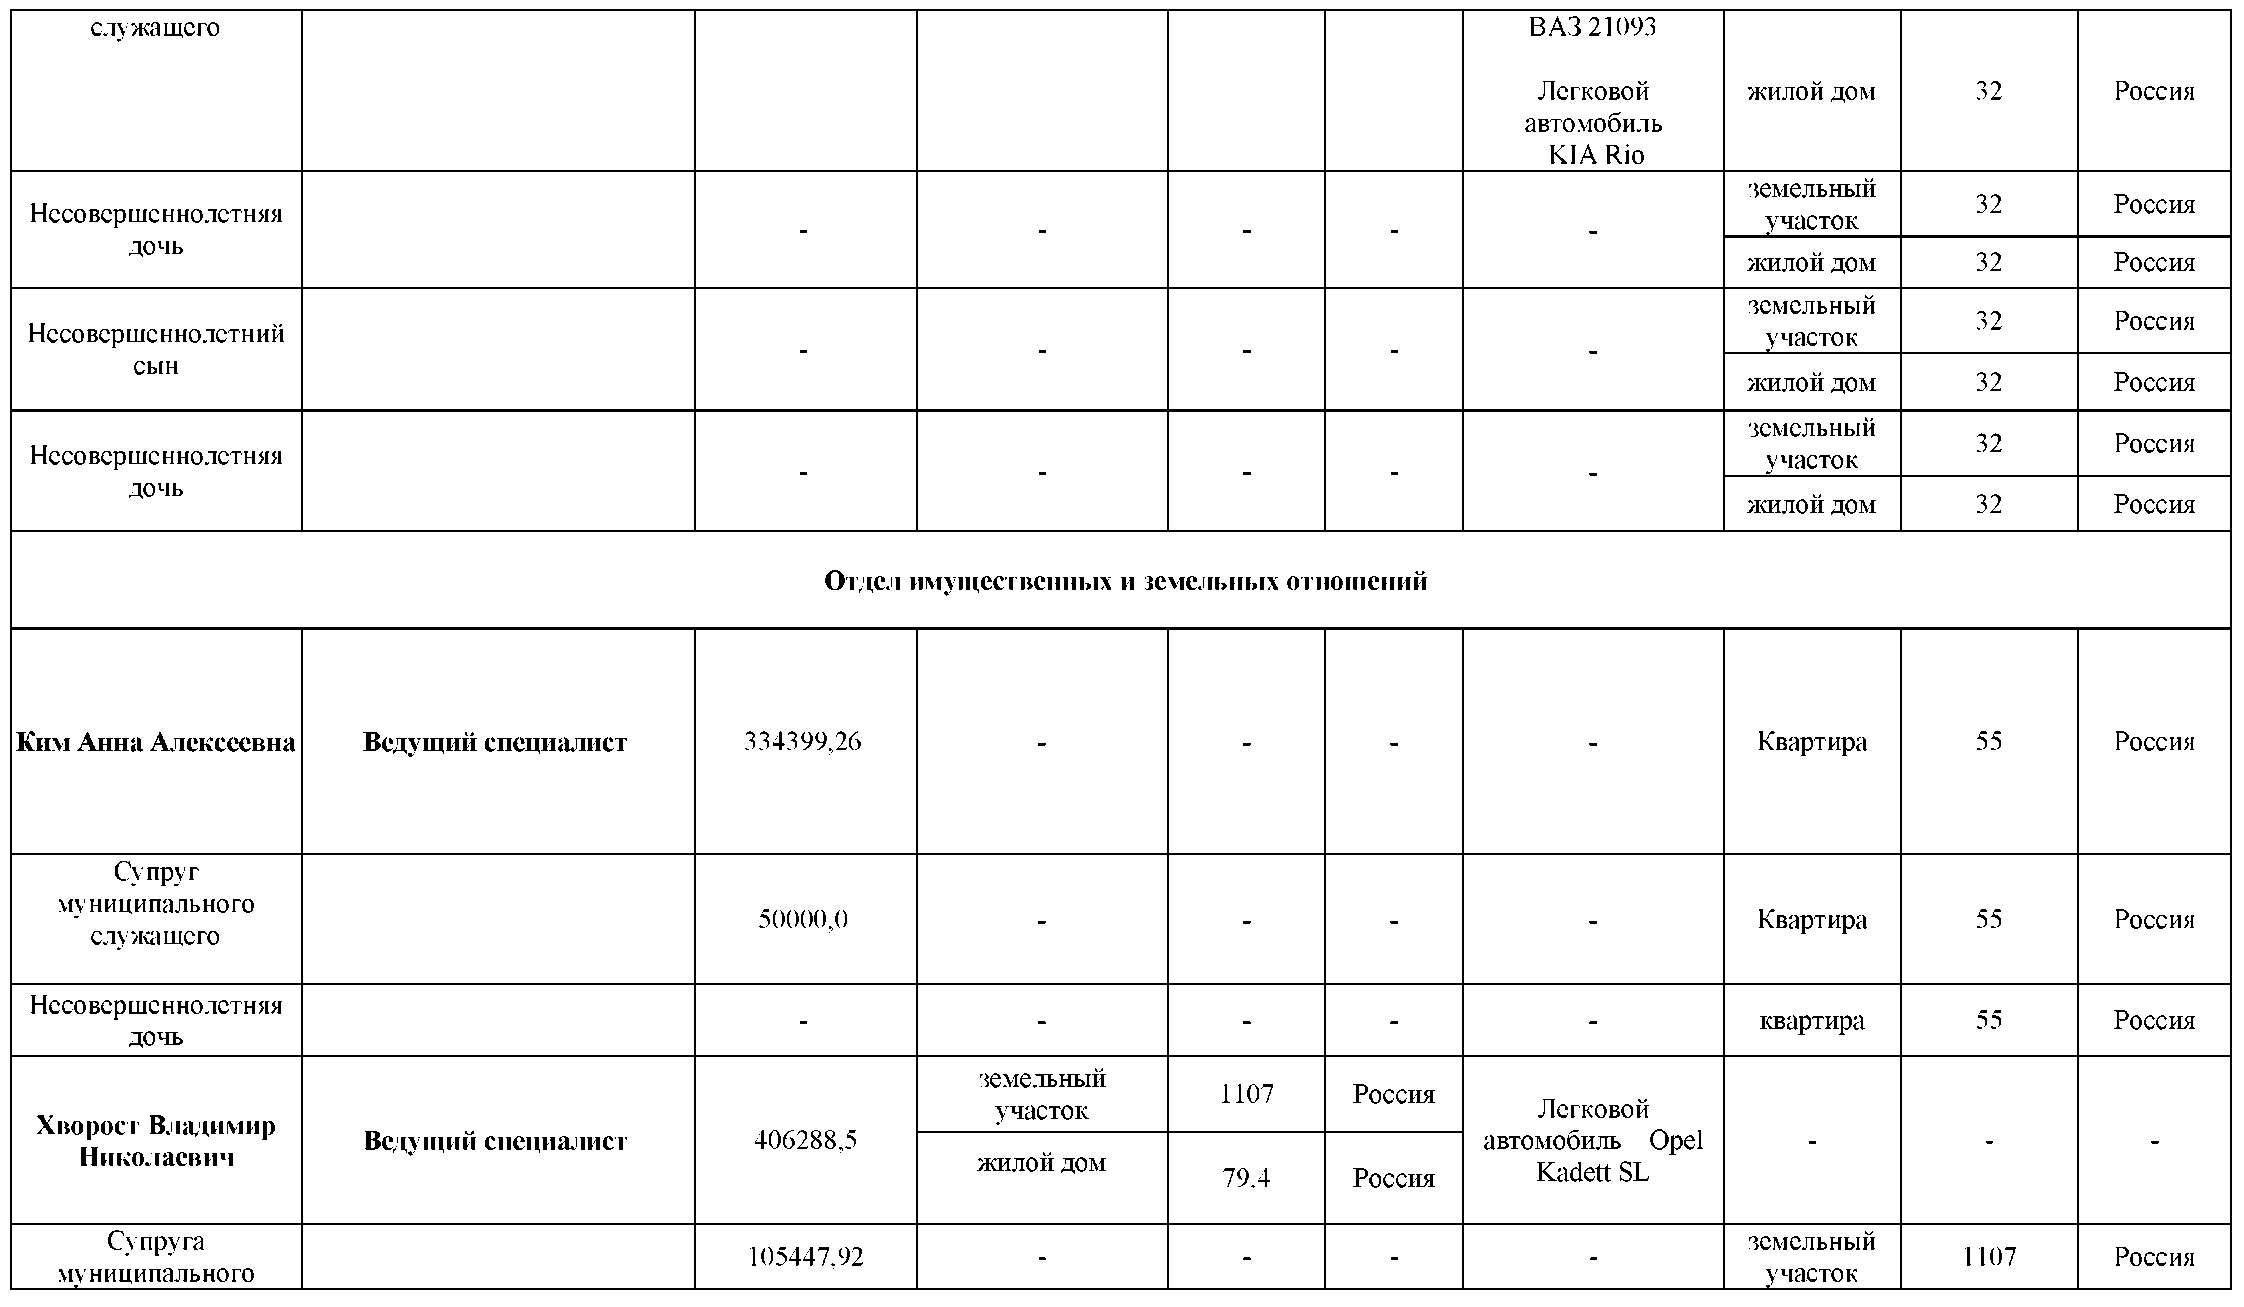 служащего
ВАЗ 21093
Легковой
автомобиль
KIA Rio
жилой дом
32
Россия
Несовершеннолетняя
дочь
-
-
-
-
-
земельный
участок
32
Россия
жилой дом
32
Россия
Несовершеннолетний
сын
-
-
-
-
-
земельный
участок
32
Россия
жилой дом
32
Россия
Несовершеннолетняя
дочь
-
-
-
-
-
земельный
участок
32
Россия
жилой дом
32
Россия
Отдел имущественных и земельных отношений
Ким Анна Алексеевна
Ведущий специалист
334399,26
-
-
-
-
Квартира
55
Россия
Супруг
муниципального
служащего
50000,0
-
-
-
-
Квартира
55
Россия
Несовершеннолетняя
дочь
-
-
-
-
-
квартира
55
Россия
Хворост Владимир
Николаевич
Ведущий специалист
406288,5
земельный
участок
1107
Россия
жилой дом
79,4
Россия
Легковой
автомобиль Opel
Kadett SL
-
-
-
Супруга
муниципального
105447,92
-
-
-
-
земельный
участок
1107
Россия